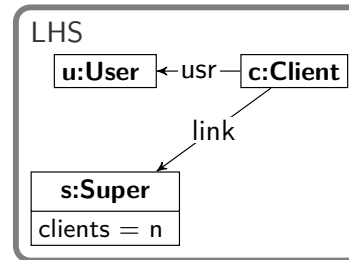 LHS
u:User
usr
c:Client
link
s:Super
clients = n